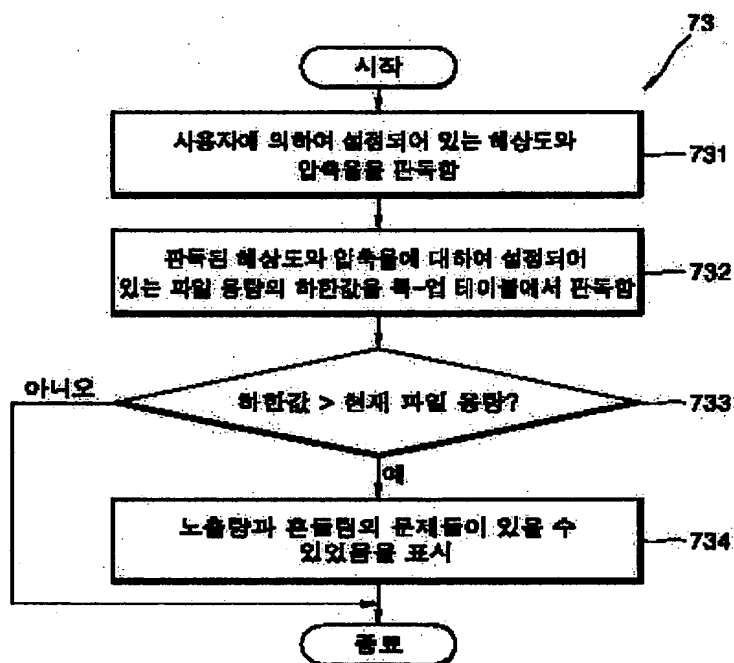 73
시작
사용자에 의하여 설정되어 있는 해상도와
압축율을 판독함
731
판독된 해상도와 압축율에 대하여 설정되어
있는 파일 용량의 하한값을 룩-업 테이블에서 판독함
732
아니오
하한값 > 현재 파일 용량?
733
예
노출량과 흔들림의 문제들이 있을 수
있었음을 표시
734
종료